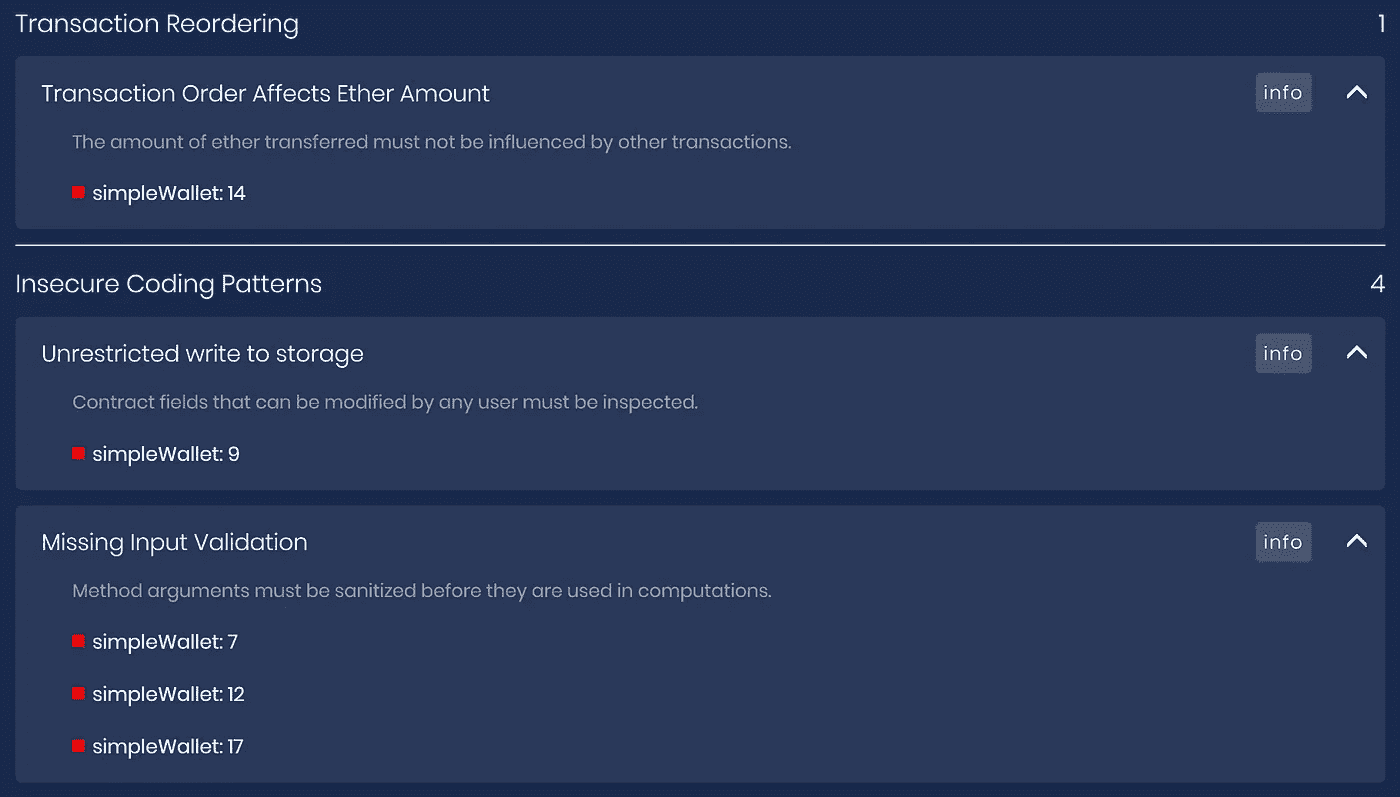 Transaction Reordering 1
Transaction Order Affects Ether Amount info
The amount of ether transferred must not be influenced by other transactions.
simpleWallet: 14
Insecure Coding Patterns 4
Unrestricted write to storage info
Contract fields that can be modified by any user must be inspected.
simpleWallet: 9
Missing Input Validation info
Method arguments must be sanitized before they are used in computations.
simpleWallet: 7
simpleWallet: 12
simpleWallet: 17